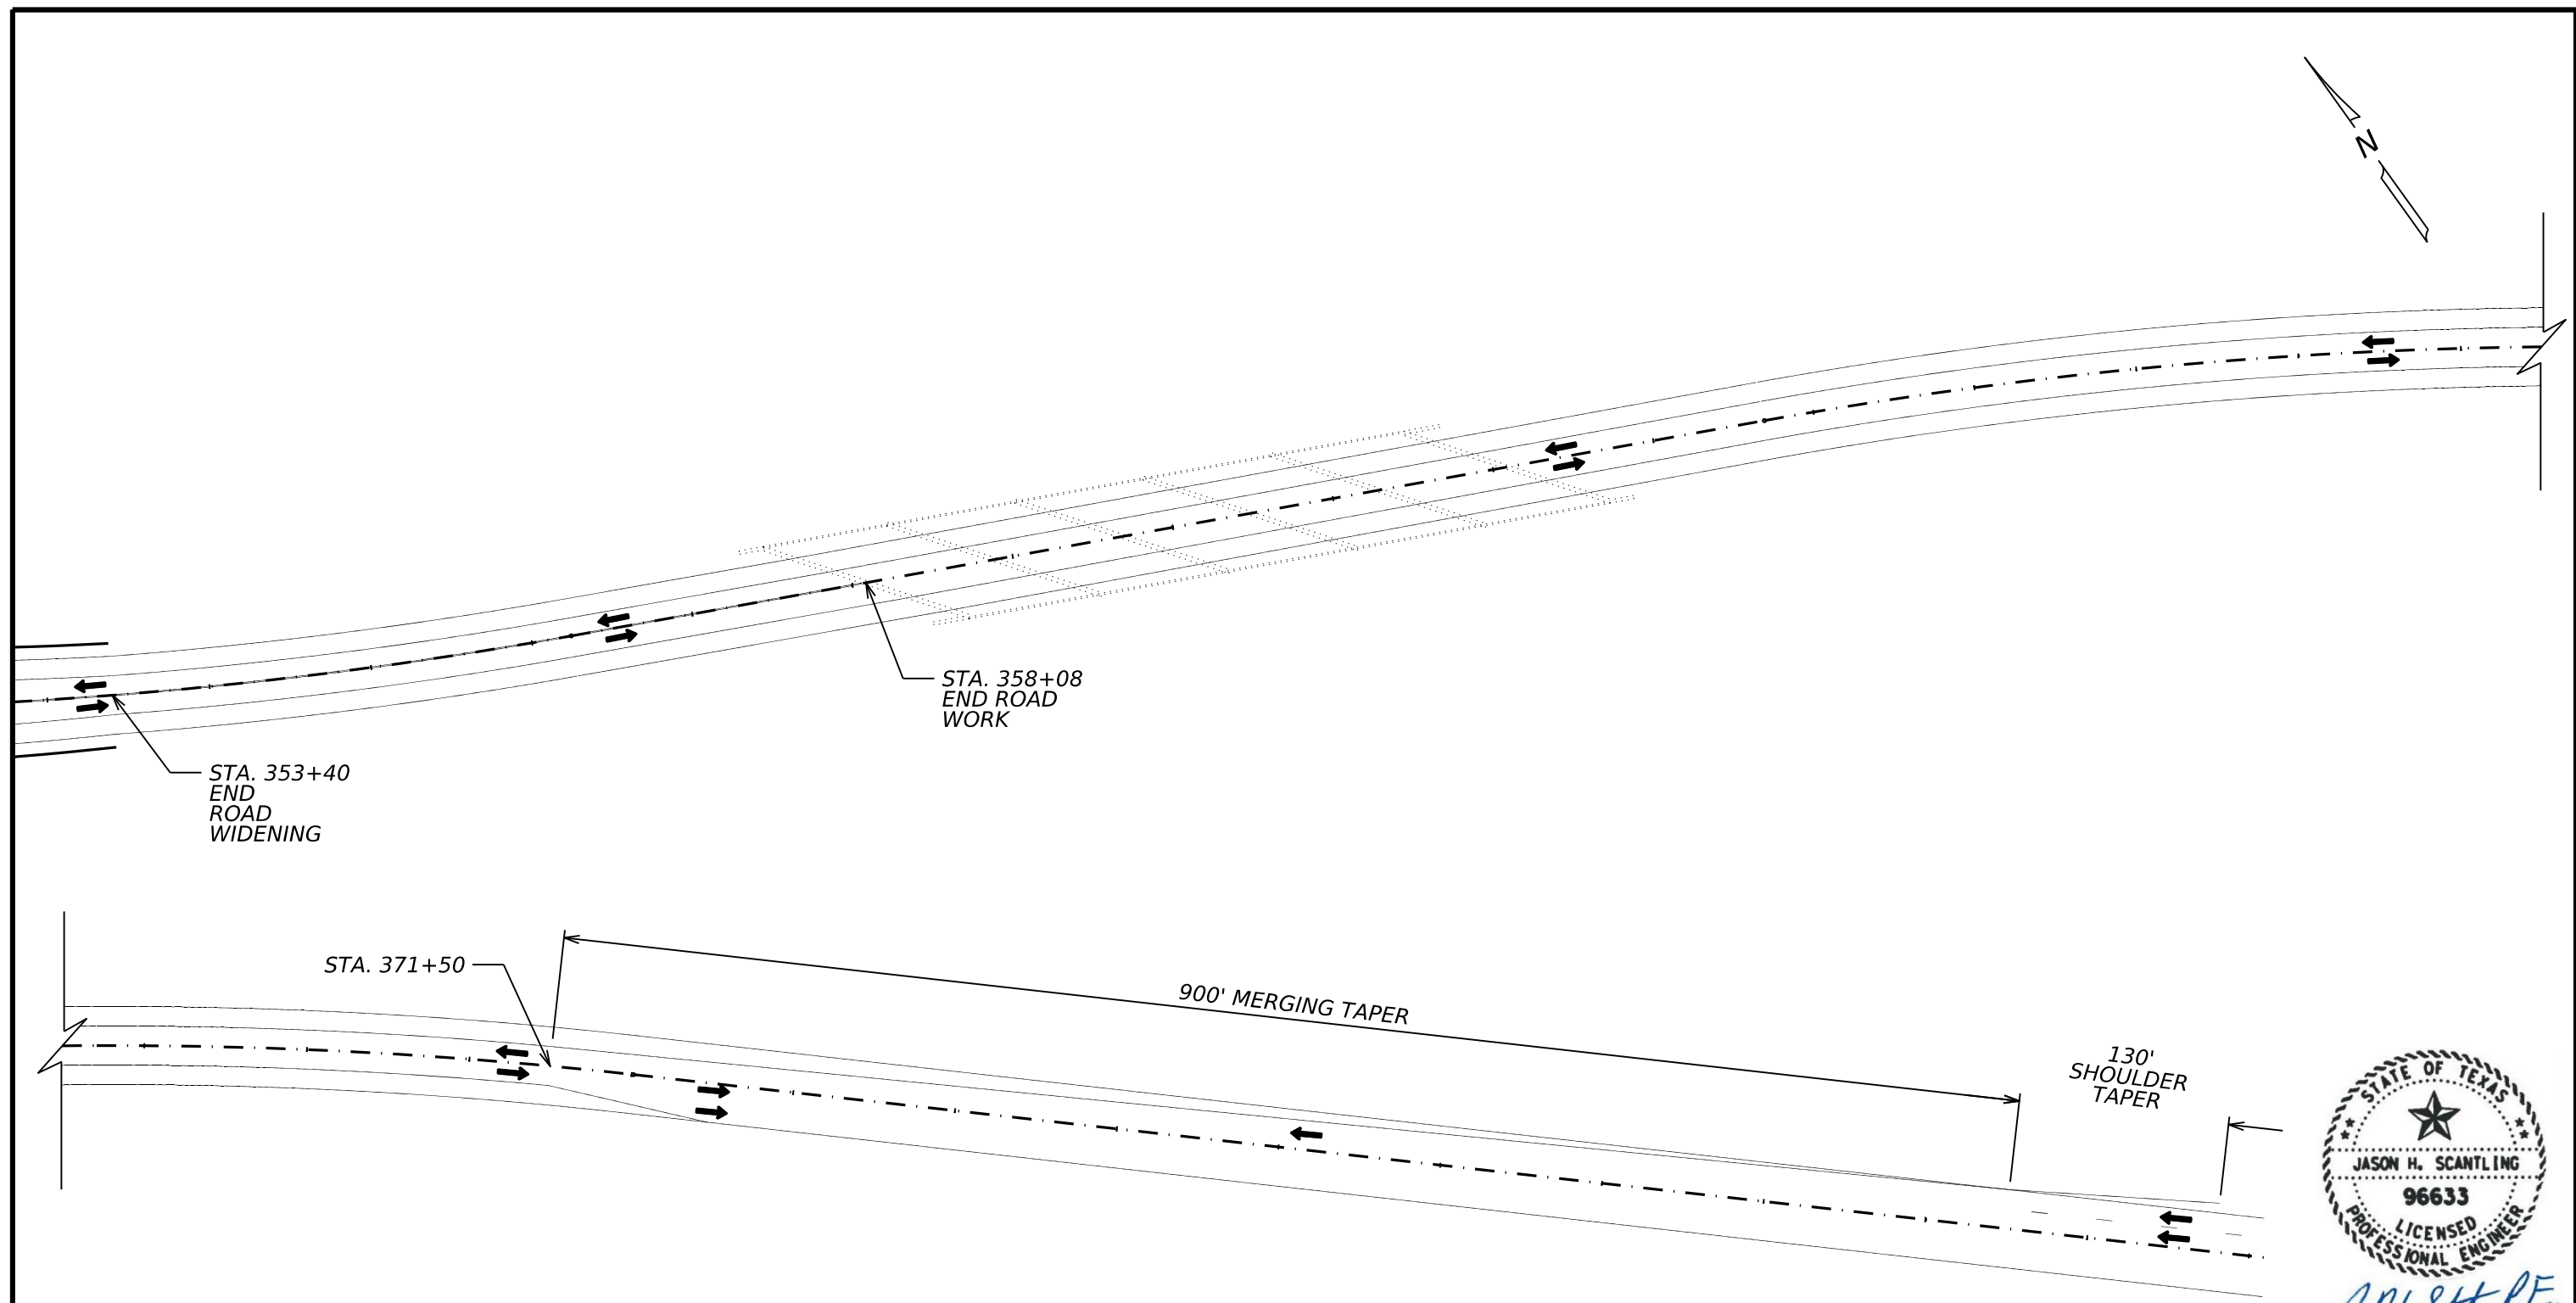 N
STA. 358+08
END ROAD
WORK
STA. 353+40
END
ROAD
WIDENING
STA. 371+50
900' MERGING TAPER
130'
SHOULDER
TAPER
STATE OF TEXAS
JASON H. SCANTLING
96633
LICENSED
PROFESSIONAL ENGINEER